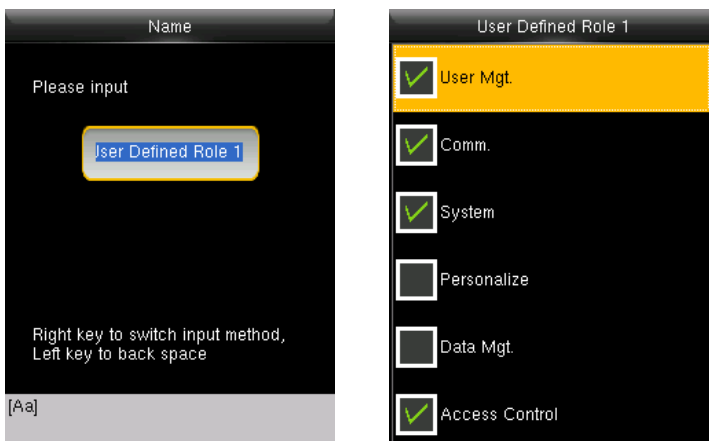 Name
Please input
User Defined Role 1
Right key to switch input method,
Left key to back space
[Aa]
User Defined Role 1
User Mgt.
Comm.
System
Personalize
Data Mgt.
Access Control